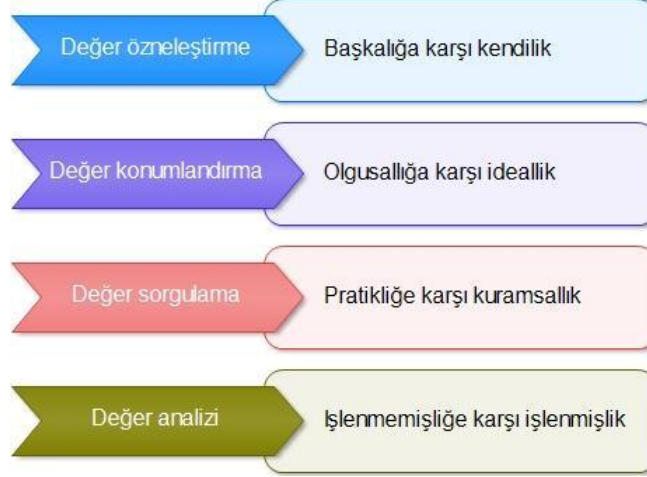 Değer özneleştirme
Başkalığa karşı kendilik
Değer konumlandırma
Olgusallığa karşı ideallik
Değer sorgulama
Pratikliğe karşı kuramsallık
Değer analizi
Işlenmemişliğe karşı işlenmişlik